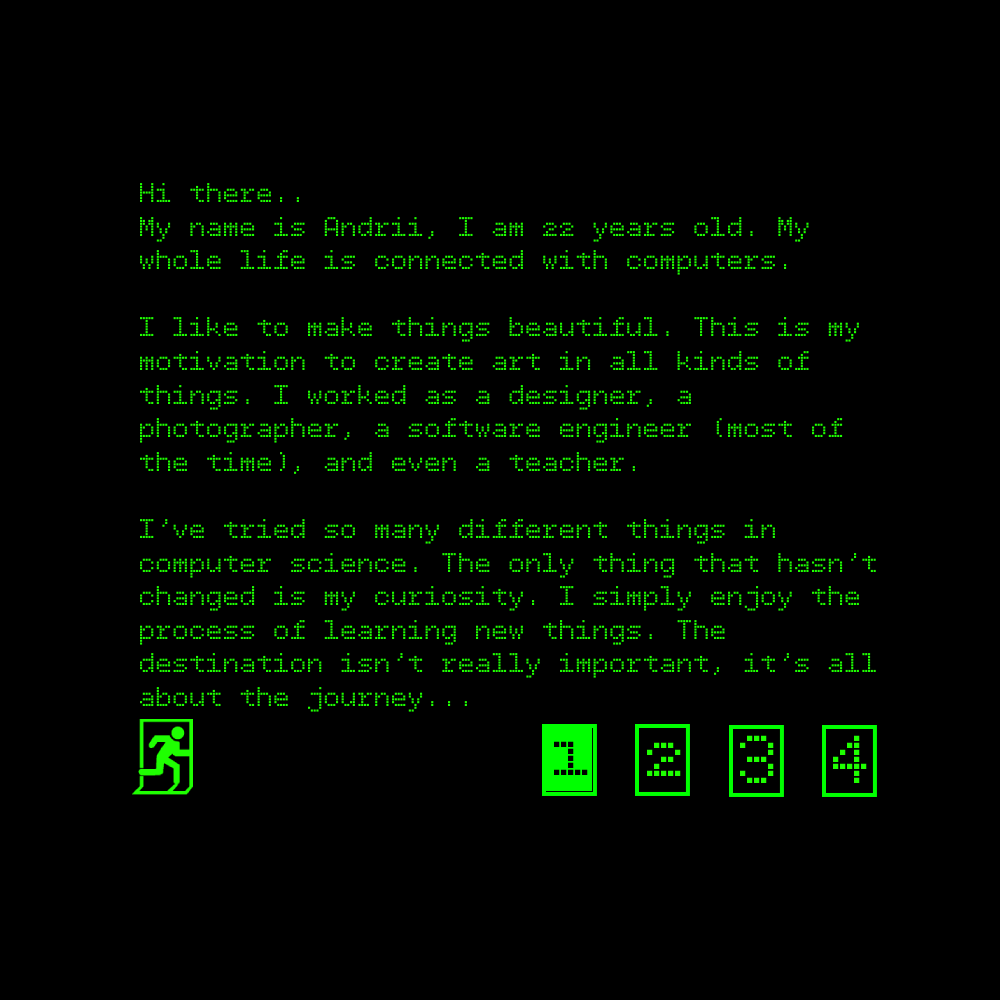 Hi there..
My name is Andrii, I am 22 years old. My
whole life is connected with computers.
I like to make things beautiful. This is my
motivation to create art in all kinds of
things. I worked as a designer, a
photographer, a software engineer (most of
the time), and even a teacher.
I've tried so many different things in
computer science. The only thing that hasn't
changed is my curiosity. I simply enjoy the
process of learning new things. The
destination isn't really important, it's all
about the journey...
1 2 3 4